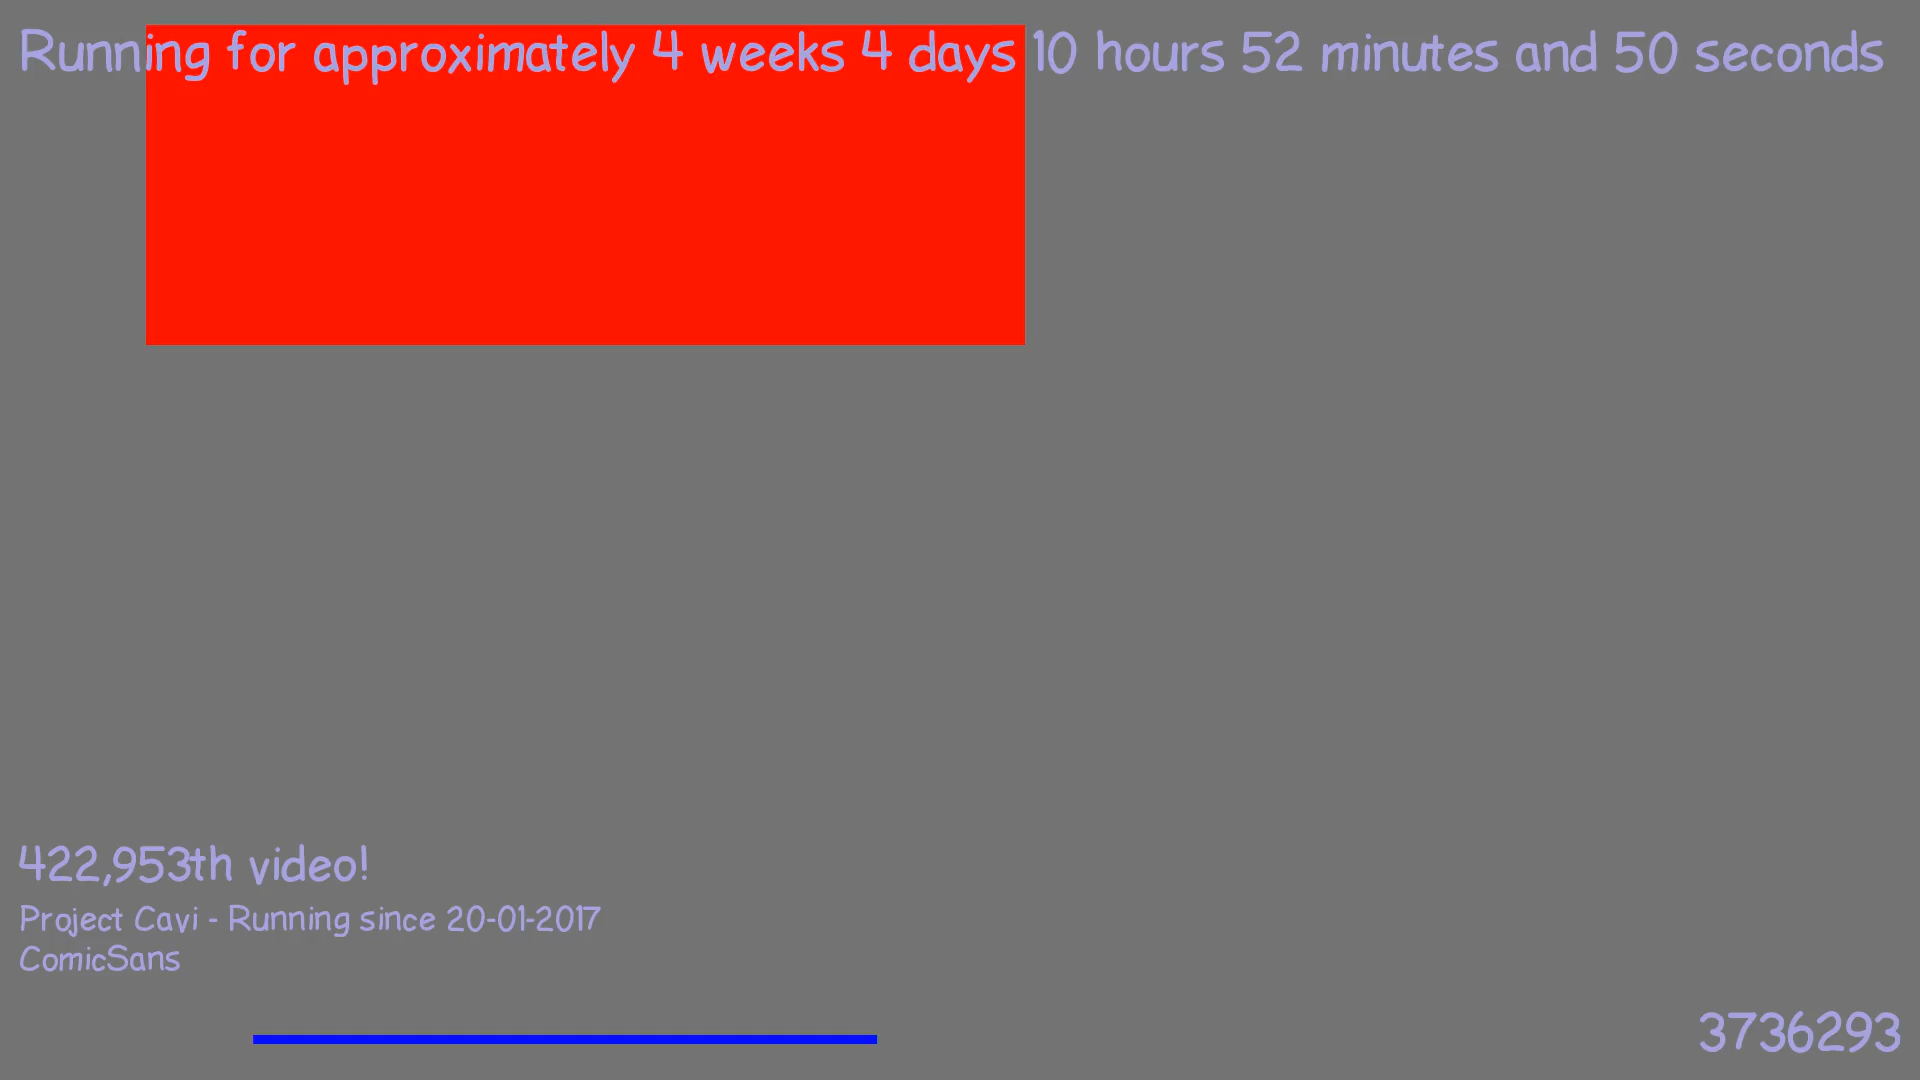 Running for approximately 4 weeks 4 days 10 hours 52 minutes and 50 seconds
422,953th video!
Project Cavi - Running since 20-01-2017
ComicSans
3736293